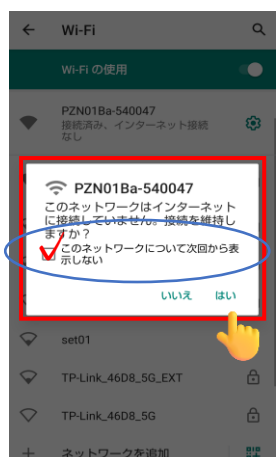 Wi-Fi
Wi-Fi の使用
PZN01Ba-540047
接続済み、インターネット接続
なし
PZN01Ba-540047
このネットワークはインターネット
に接続していません。接続を維持し
ますか？
このネットワークについて次回から表
示しない
いいえ はい
set01
TP-Link_46D8_5G_EXT
TP-Link_46D8_5G
ネットワークを追加